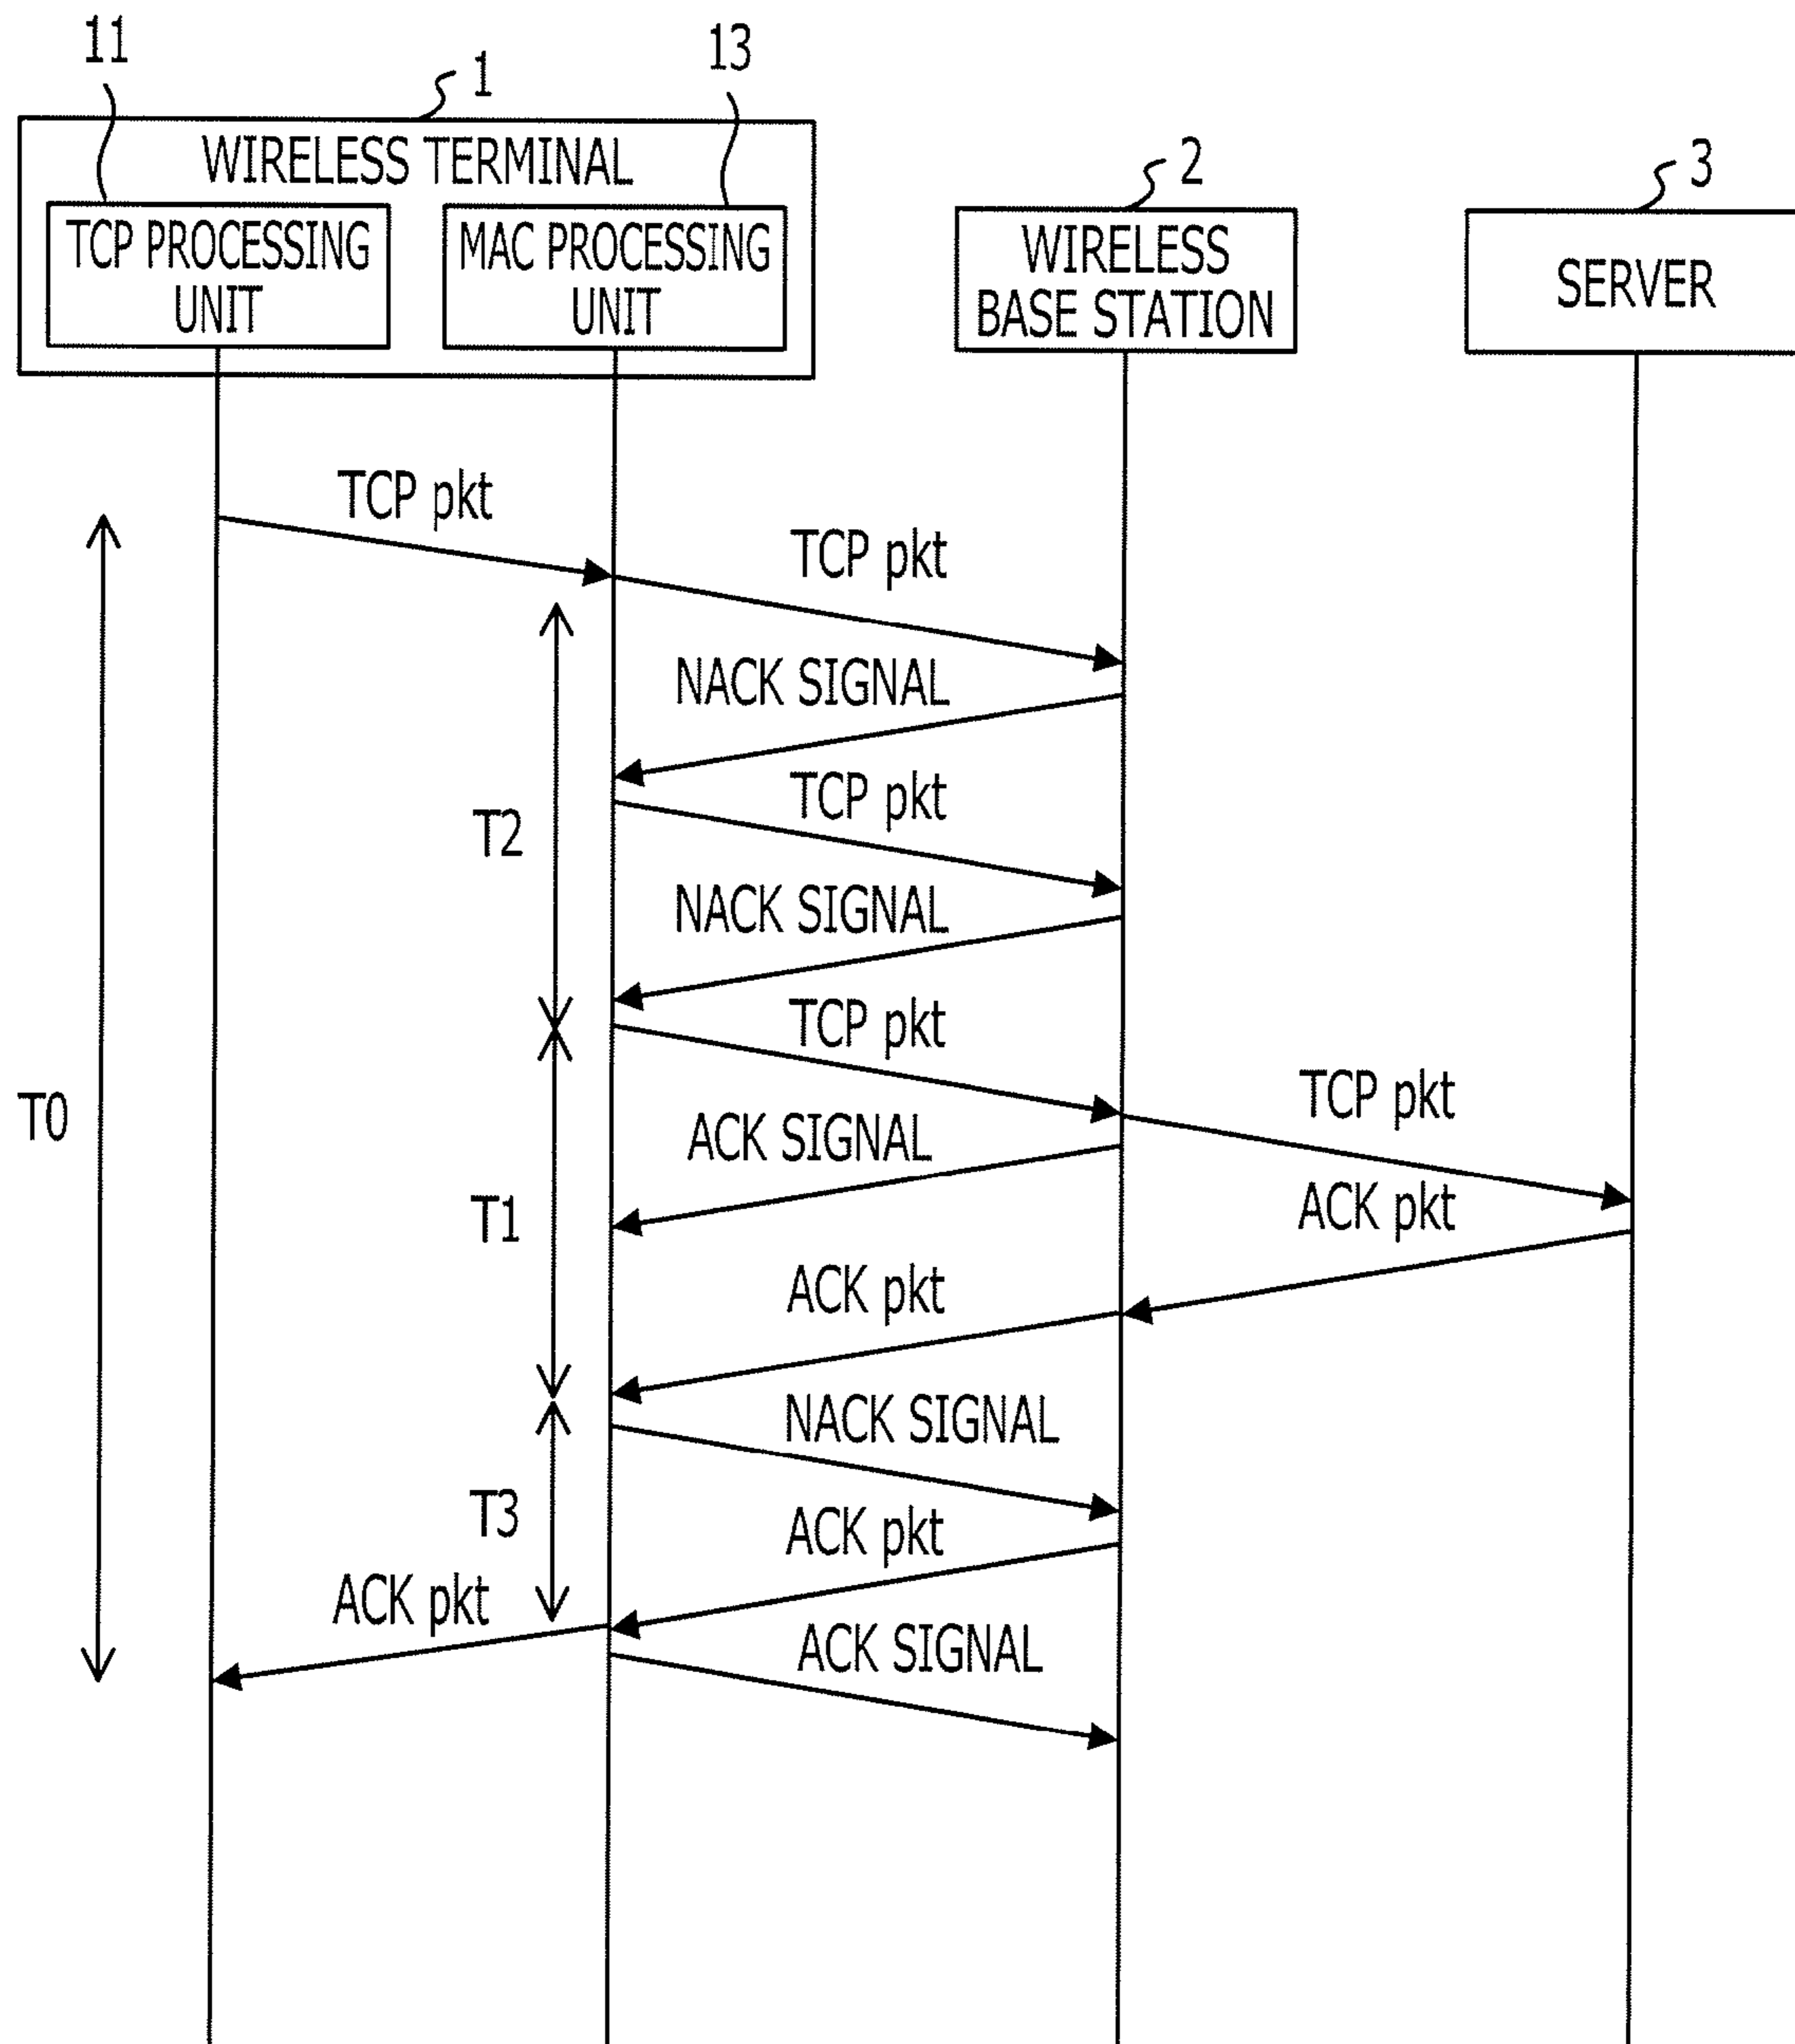 11
1
13
WIRELESS TERMINAL
2
3
TCP PROCESSING
UNIT
MAC PROCESSING
UNIT
WIRELESS
BASE STATION
SERVER
TCP pkt
TCP pkt
NACK SIGNAL
TCP pkt
T2
NACK SIGNAL
TCP pkt
T0
TCP pkt
ACK SIGNAL
T1
ACK pkt
ACK pkt
NACK SIGNAL
T3
ACK pkt
ACK pkt
ACK SIGNAL